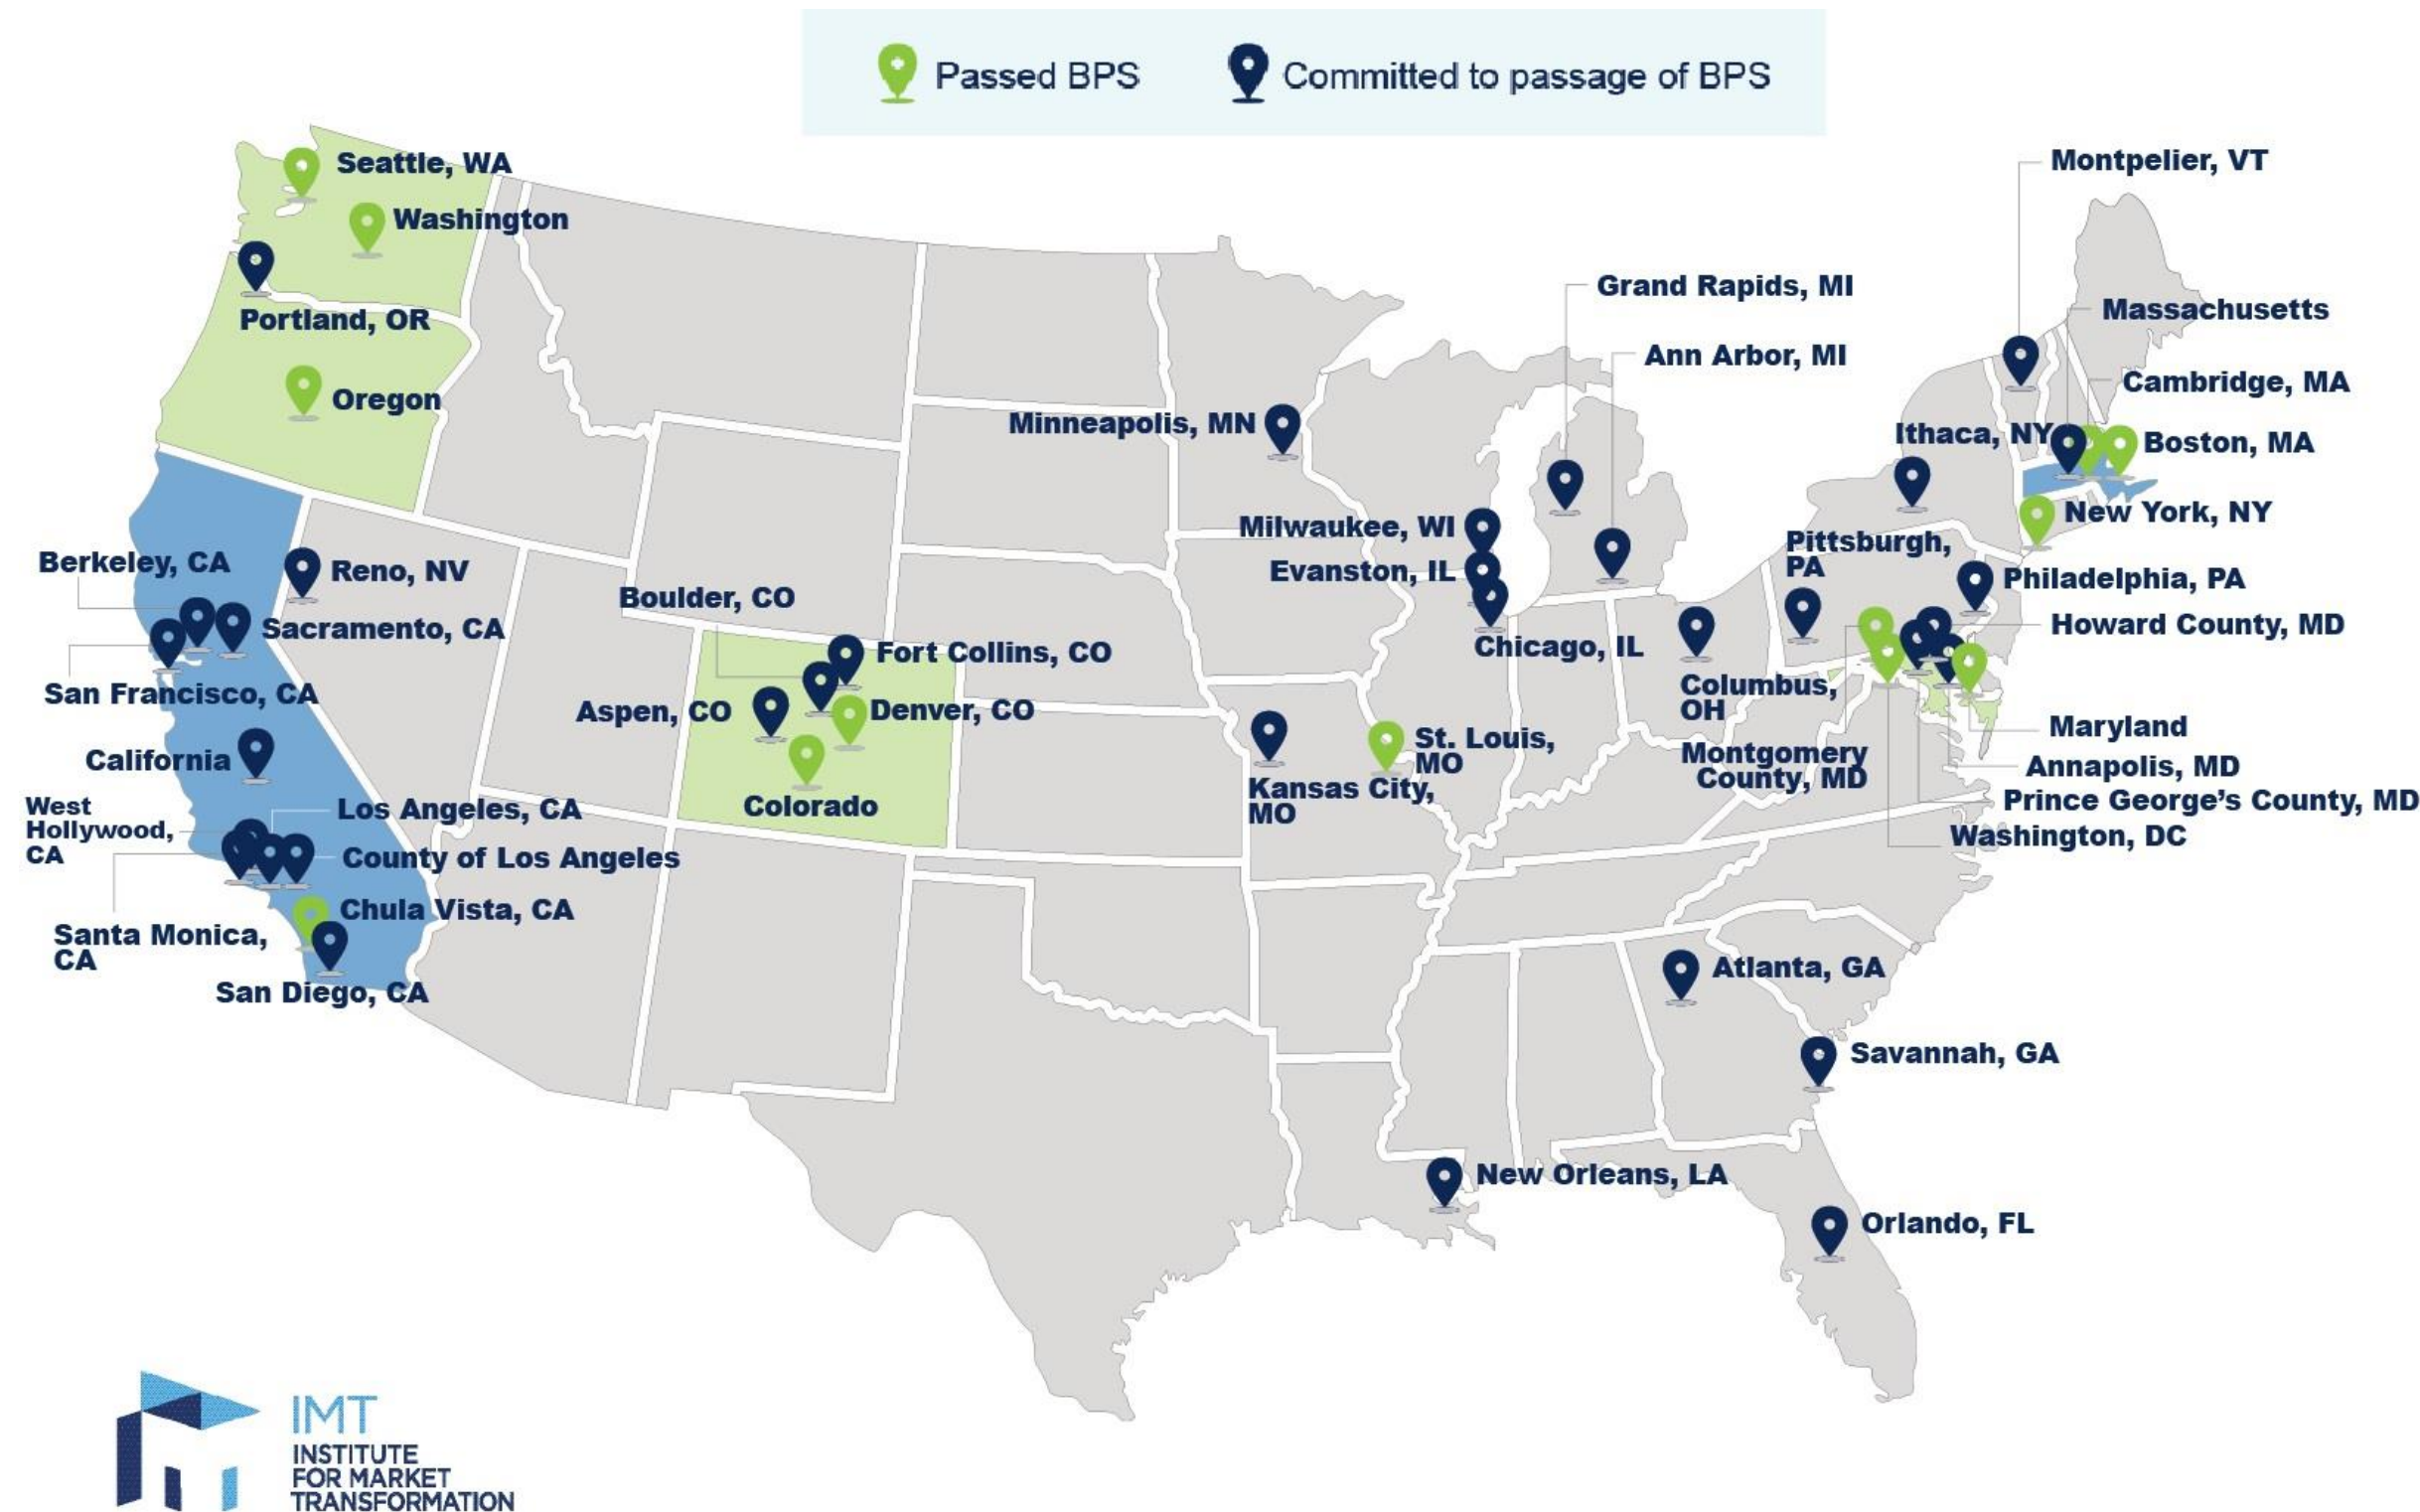 Passed BPS
Committed to passage of BPS
Seattle, WA
Washington
Portland, OR
Oregon
Berkeley, CA
Reno, NV
Sacramento, CA
San Francisco, CA
California
West
Hollywood,
CA
Los Angeles, CA
County of Los Angeles
Chula Vista, CA
Santa Monica,
CA
San Diego, CA
Boulder, CO
Fort Collins, CO
Aspen, CO
Denver, CO
Colorado
Minneapolis, MN
Milwaukee, WI
Evanston, IL
Chicago, IL
Grand Rapids, MI
Ann Arbor, MI
St. Louis,
MO
Kansas City,
MO
Columbus,
OH
Pittsburgh,
PA
Montgomery
County, MD
Montpelier, VT
Massachusetts
Cambridge, MA
Ithaca, NY
Boston, MA
New York, NY
Philadelphia, PA
Howard County, MD
Maryland
Annapolis, MD
Prince George’s County, MD
Washington, DC
Atlanta, GA
Savannah, GA
New Orleans, LA
Orlando, FL
IMT
INSTITUTE
FOR MARKET
TRANSFORMATION